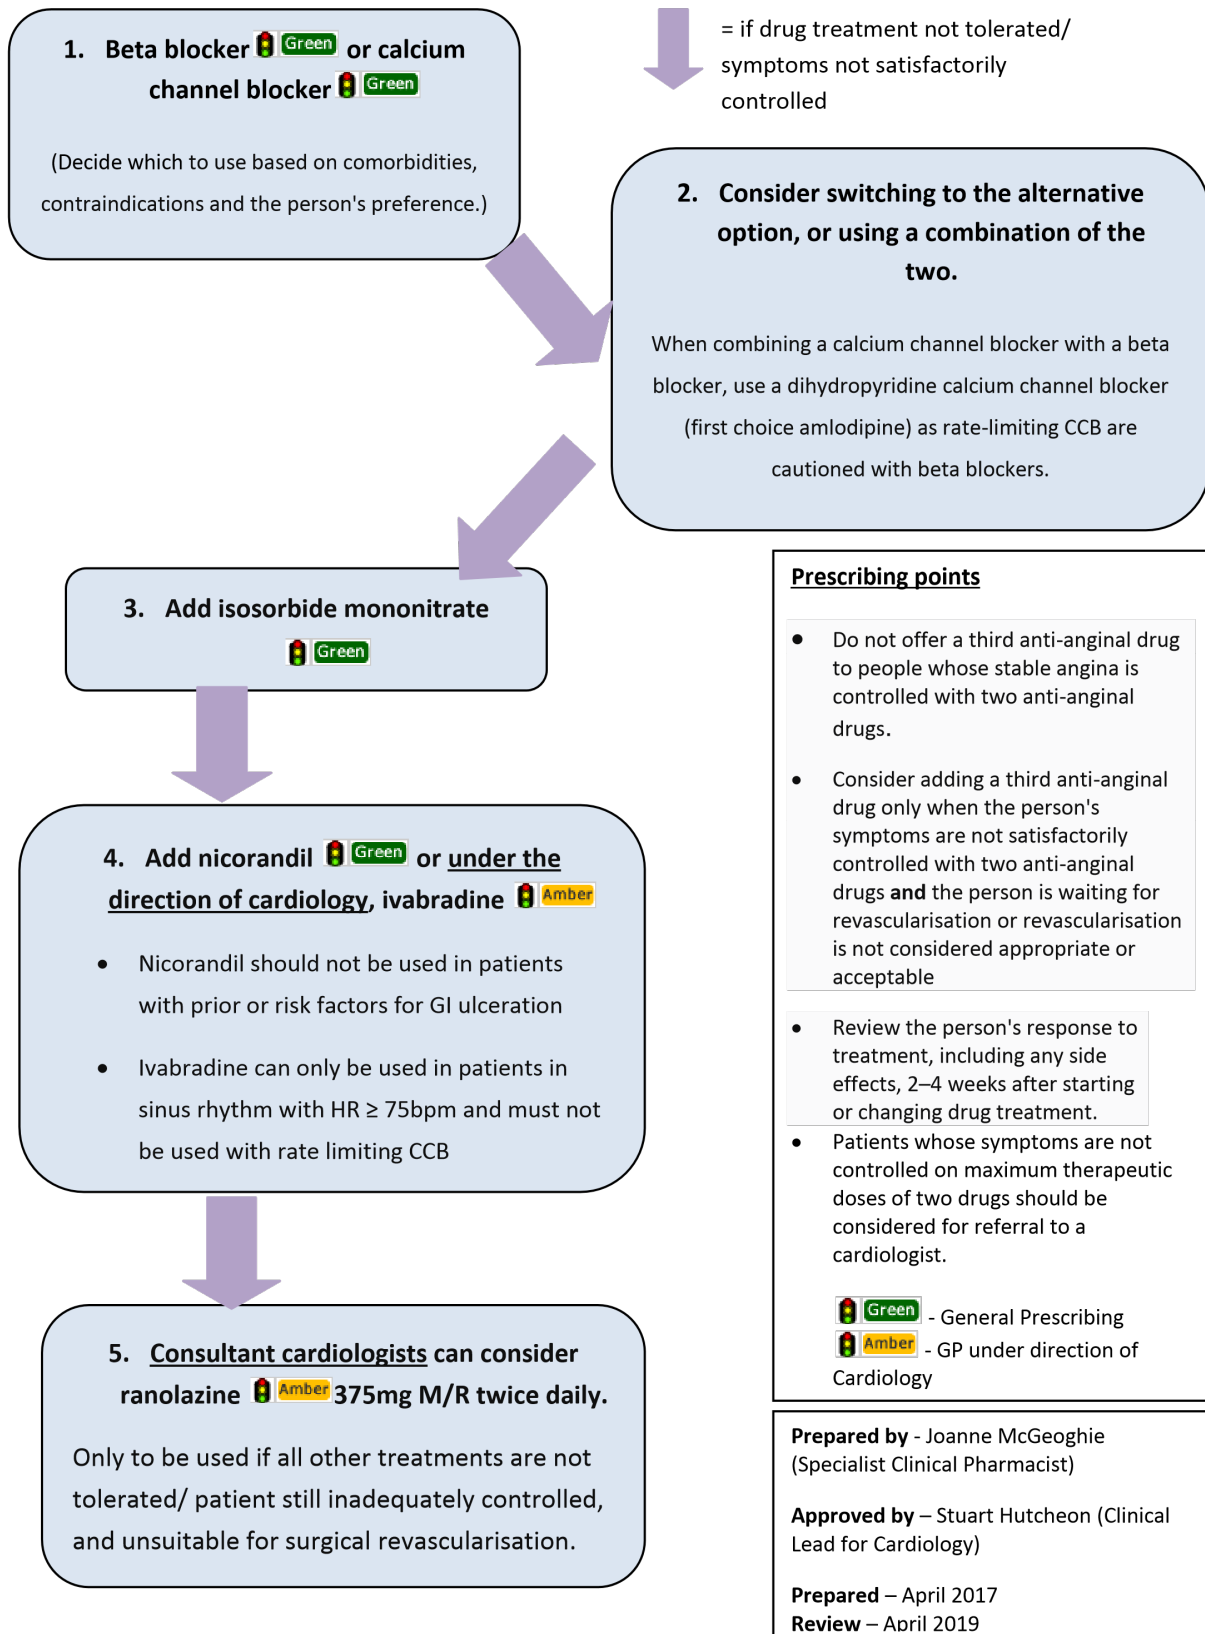 1. Beta blocker Green or calcium
channel blocker Green
(Decide which to use based on comorbidities,
contraindications and the person's preference.)
= if drug treatment not tolerated/
symptoms not satisfactorily
controlled
2. Consider switching to the alternative
option, or using a combination of the
two.
When combining a calcium channel blocker with a beta
blocker, use a dihydropyridine calcium channel blocker
(first choice amlodipine) as rate-limiting CCB are
cautioned with beta blockers.
3. Add isosorbide mononitrate
Green
4. Add nicorandil Green or under the
direction of cardiology, ivabradine Amber
• Nicorandil should not be used in patients
with prior or risk factors for GI ulceration
• Ivabradine can only be used in patients in
sinus rhythm with HR ≥ 75bpm and must not
be used with rate limiting CCB
5. Consultant cardiologists can consider
ranolazine Amber 375mg M/R twice daily.
Only to be used if all other treatments are not
tolerated/ patient still inadequately controlled,
and unsuitable for surgical revascularisation.
Prescribing points
• Do not offer a third anti-anginal drug
to people whose stable angina is
controlled with two anti-anginal
drugs.
• Consider adding a third anti-anginal
drug only when the person's
symptoms are not satisfactorily
controlled with two anti-anginal
drugs and the person is waiting for
revascularisation or revascularisation
is not considered appropriate or
acceptable
• Review the person's response to
treatment, including any side
effects, 2–4 weeks after starting
or changing drug treatment.
• Patients whose symptoms are not
controlled on maximum therapeutic
doses of two drugs should be
considered for referral to a
cardiologist.
Green - General Prescribing
Amber - GP under direction of
Cardiology
Prepared by - Joanne McGeoghie
(Specialist Clinical Pharmacist)
Approved by – Stuart Hutcheon (Clinical
Lead for Cardiology)
Prepared – April 2017
Review – April 2019